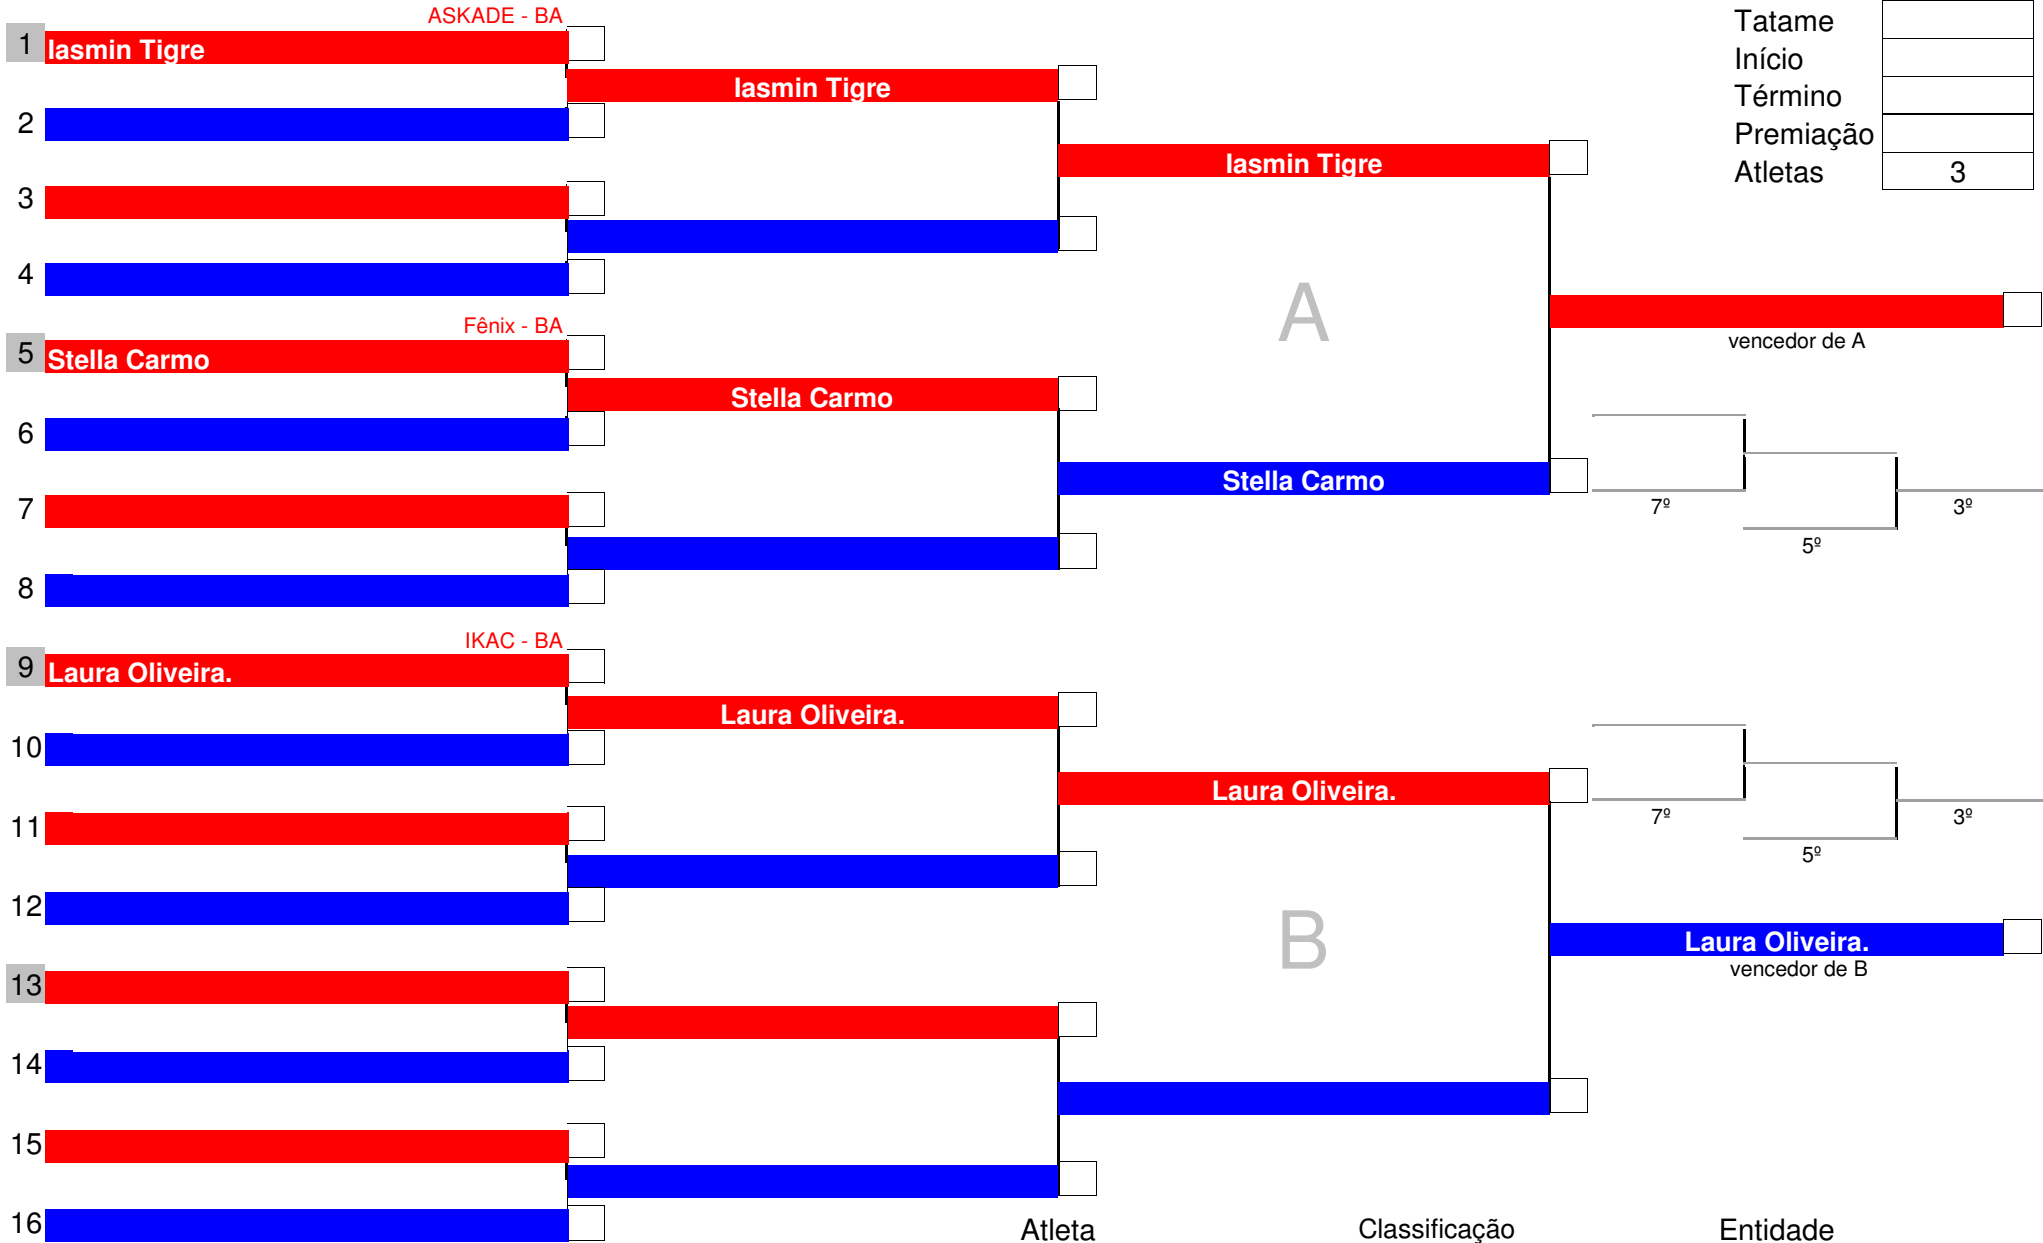 ASKADE - BA
1 Iasmin Tigre
Iasmin Tigre
2
Iasmin Tigre
3
4
Tatame
Início
Término
Premiação
Atletas 3
A
vencedor de A
Fênix - BA
5 Stella Carmo
Stella Carmo
6
Stella Carmo
7
8
7º
5º
3º
IKAC - BA
9 Laura Oliveira.
Laura Oliveira.
10
Laura Oliveira.
11
12
7º
5º
3º
B
Laura Oliveira.
vencedor de B
13
14
15
16
Atleta Classificação Entidade